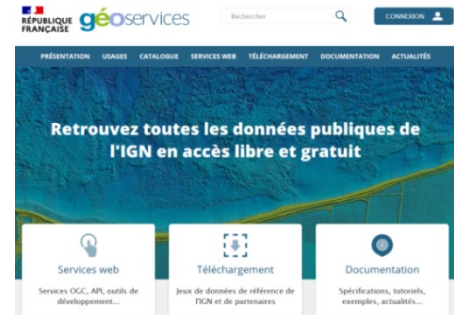 RÉPUBLIQUE
FRANÇAISE
géoservices
Rechercher
CONNEXION
PRÉSENTATION USAGES CATALOGUE SERVICES WEB TÉLÉCHARGEMENT DOCUMENTATION ACTUALITÉS
Retrouvez toutes les données publiques de
l'IGN en accès libre et gratuit
Services web
Services OGC, API, outils de
développement...
Téléchargement
Jeux de données de référence de
l'IGN et de partenaires
Documentation
Spécifications, tutoriels,
exemples, actualités...